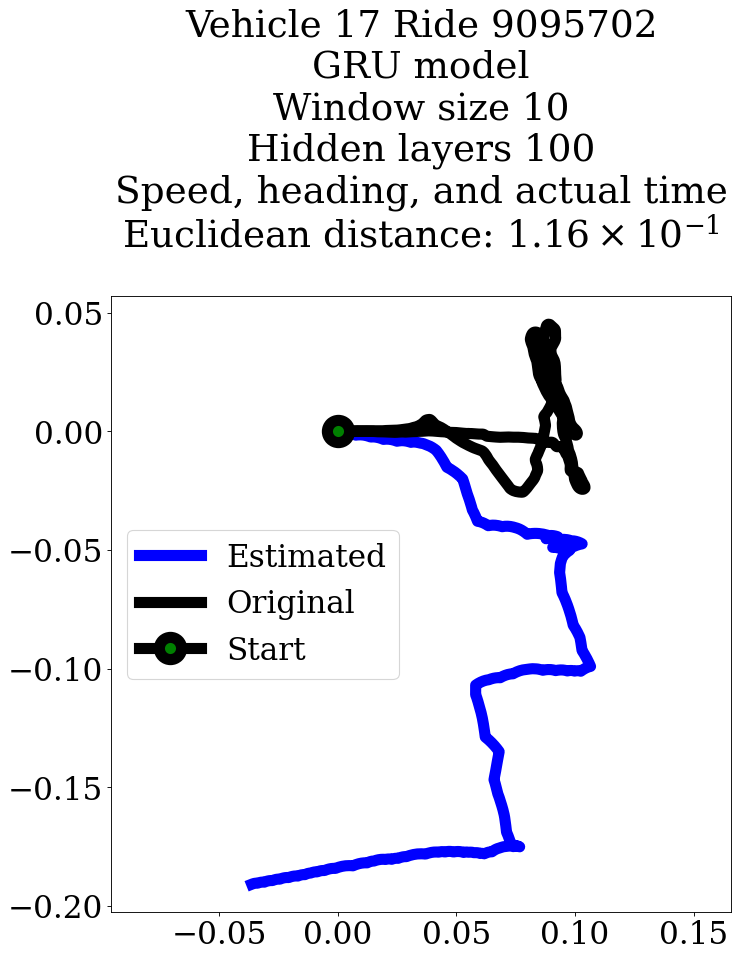 Vehicle 17 Ride 9095702
GRU model
Window size 10
Hidden layers 100
Speed, heading, and actual time
Euclidean distance: 1.16 × 10⁻¹
0.05
0.00
−0.05
−0.10
−0.15
−0.20
Estimated
Original
Start
−0.05 0.00 0.05 0.10 0.15